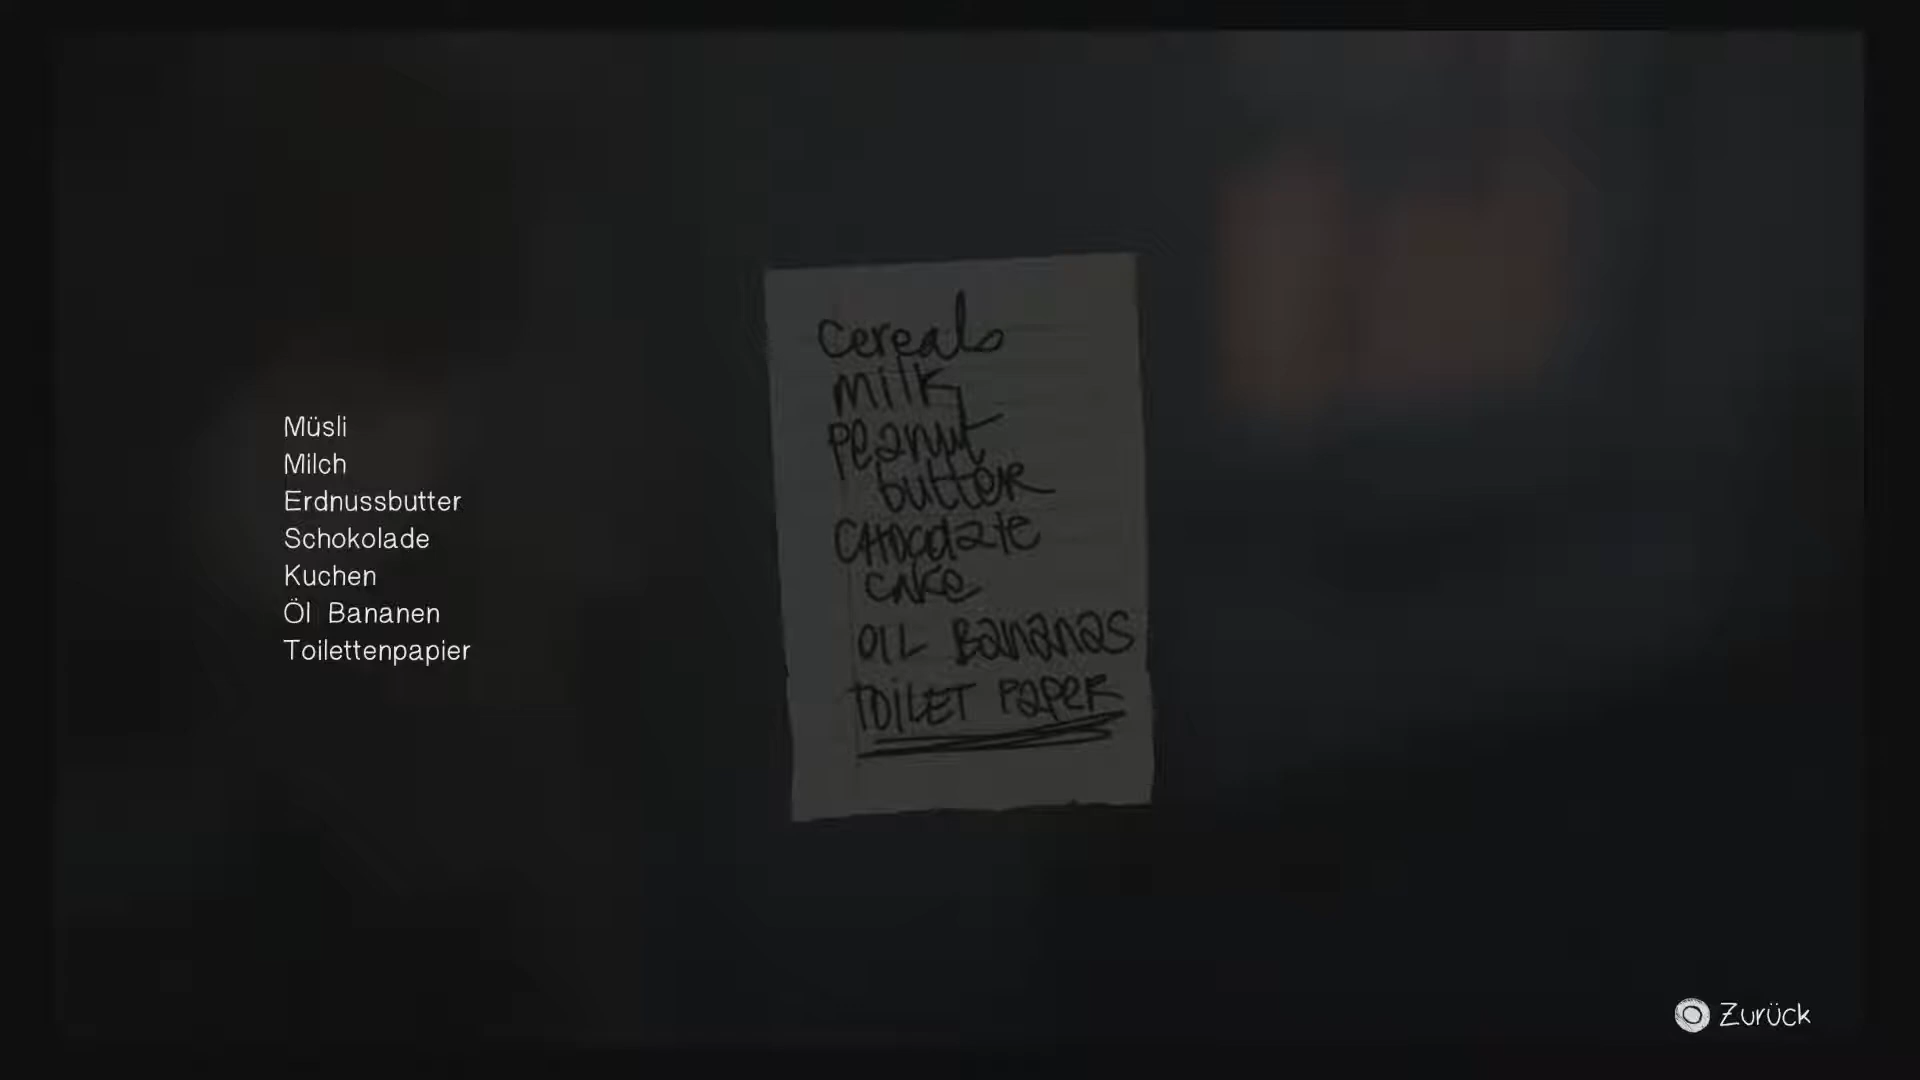 Müsli
Milch
Erdnussbutter
Schokolade
Kuchen
Öl Bananen
Toilettenpapier
cereals
milk
peanut
butter
CHocolate
cake
OIL Bananas
TOILET PaPeR
Zurück